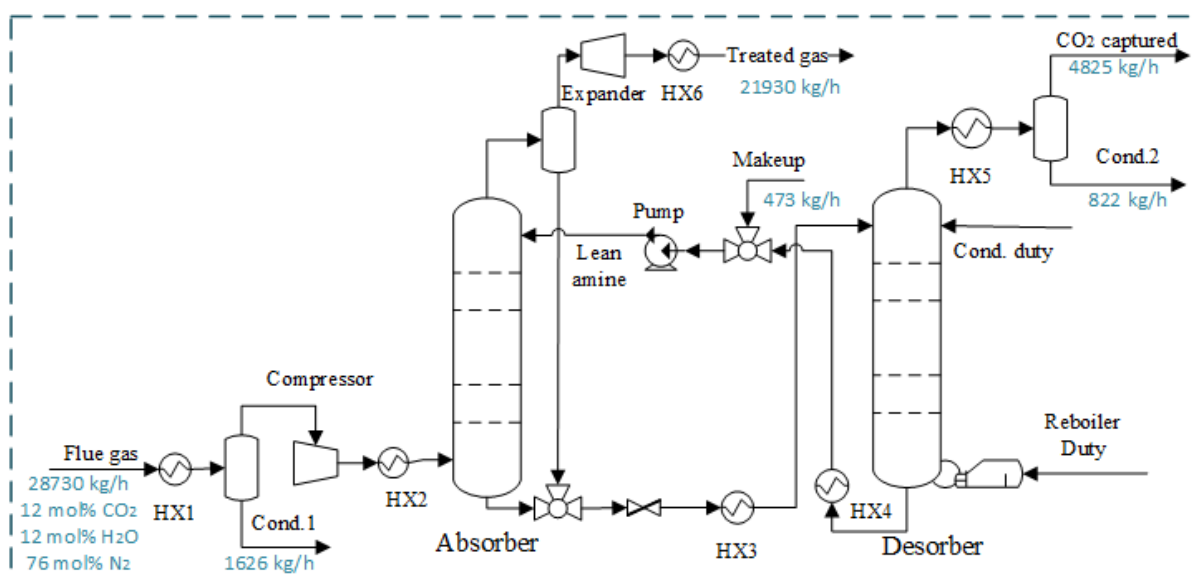 CO₂ captured
4825 kg/h
Treated gas
21930 kg/h
Expander
HX6
Makeup
473 kg/h
HX5
Cond.2
822 kg/h
Pump
Lean
amine
Cond. duty
Compressor
Flue gas
28730 kg/h
12 mol% CO₂
12 mol% H₂O
76 mol% N₂
HX1
Cond.1
1626 kg/h
HX2
Absorber
HX3
HX4
Desorber
Reboiler
Duty